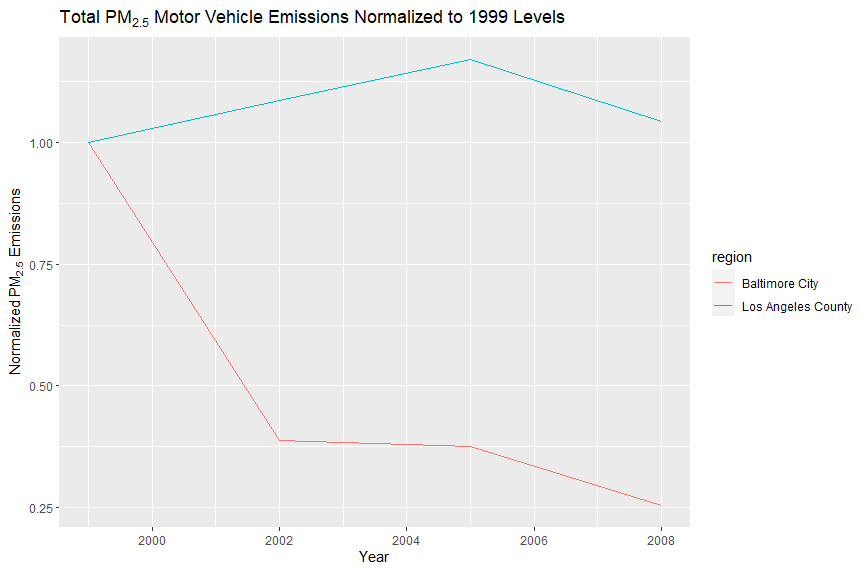 Total PM2.5 Motor Vehicle Emissions Normalized to 1999 Levels
Normalized PM2.5 Emissions
1.00
0.75
0.50
0.25
2000
2002
2004
2006
2008
Year
region
Baltimore City
Los Angeles County